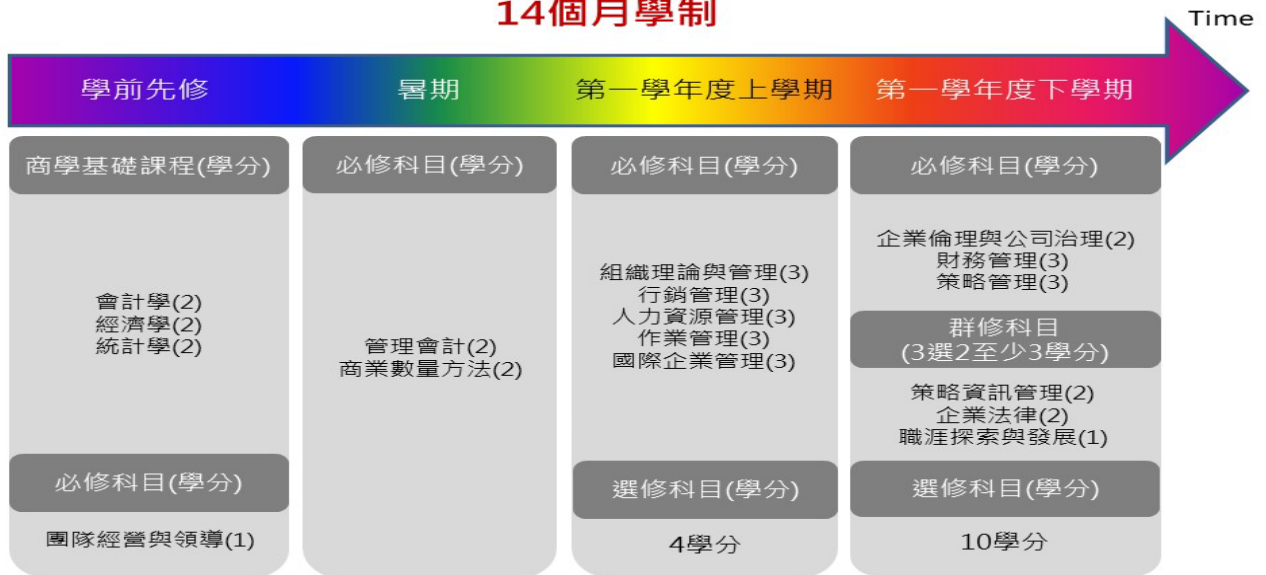 14個月學制
Time
學前先修
暑期
第一學年度上學期
第一學年度下學期
商學基礎課程(學分)
會計學(2)
經濟學(2)
統計學(2)
必修科目(學分)
團隊經營與領導(1)
必修科目(學分)
管理會計(2)
商業數量方法(2)
必修科目(學分)
組織理論與管理(3)
行銷管理(3)
人力資源管理(3)
作業管理(3)
國際企業管理(3)
選修科目(學分)
4學分
必修科目(學分)
企業倫理與公司治理(2)
財務管理(3)
策略管理(3)
群修科目
(3選2至少3學分)
策略資訊管理(2)
企業法律(2)
職涯探索與發展(1)
選修科目(學分)
10學分